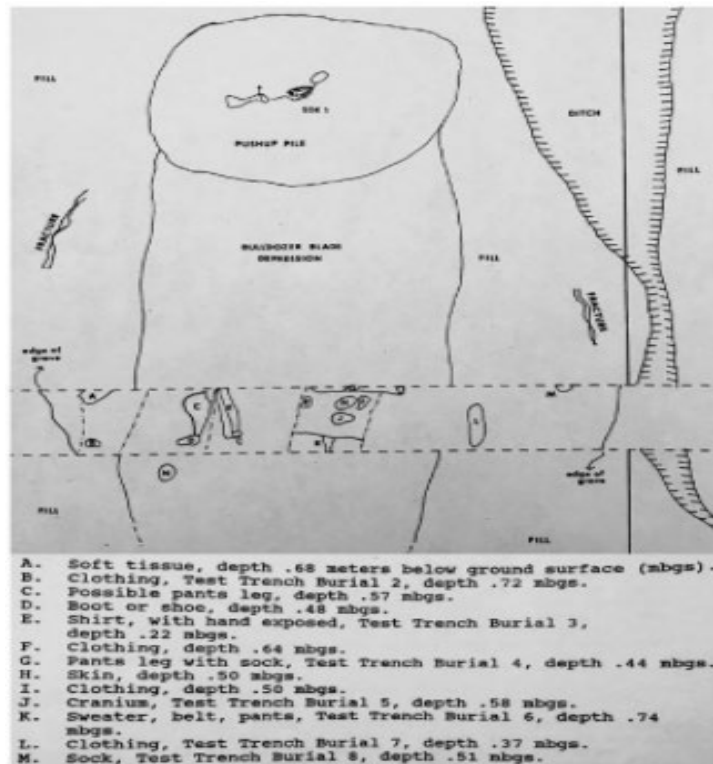 FILL
SDE 1
PUSHUP PILE
DITCH
FILL
FRACTURE
BULLDOZER BLADE
DEPRESSION
FILL
FRACTURE
edge of
grave
A
M
C
B
L
N
edge of
grave
FILL
FILL
A. Soft tissue, depth .68 meters below ground surface (mbgs).
B. Clothing, Test Trench Burial 2, depth .72 mbgs.
C. Possible pants leg, depth .57 mbgs.
D. Boot or shoe, depth .48 mbgs.
E. Shirt, with hand exposed, Test Trench Burial 3,
depth .22 mbgs.
F. Clothing, depth .64 mbgs.
G. Pants leg with sock, Test Trench Burial 4, depth .44 mbgs.
H. Skin, depth .50 mbgs.
I. Clothing, depth .50 mbgs.
J. Cranium, Test Trench Burial 5, depth .58 mbgs.
K. Sweater, belt, pants, Test Trench Burial 6, depth .74
mbgs.
L. Clothing, Test Trench Burial 7, depth .37 mbgs.
M. Sock, Test Trench Burial 8, depth .51 mbgs.